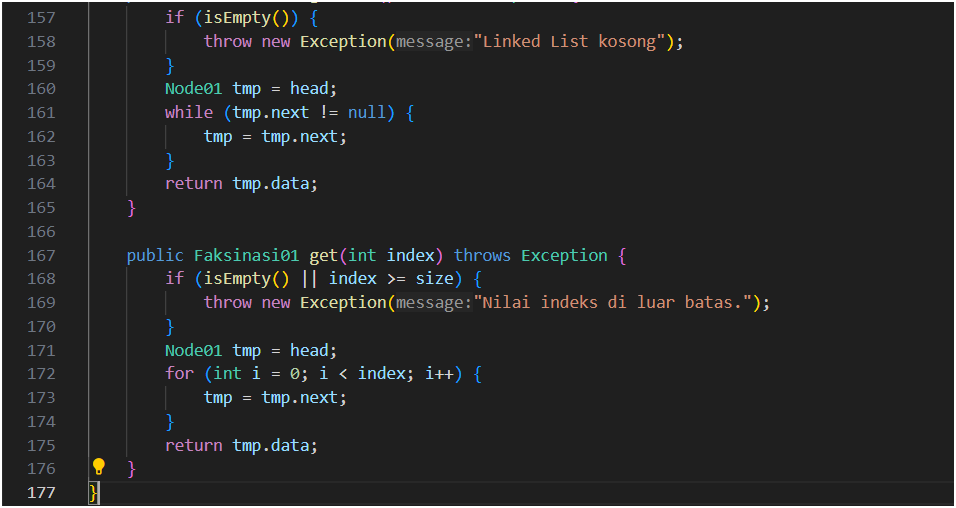 157 if (isEmpty()) {
158 throw new Exception(message:"Linked List kosong");
159 }
160 Node01 tmp = head;
161 while (tmp.next != null) {
162 tmp = tmp.next;
163 }
164 return tmp.data;
165 }
166
167 public Faksinasi01 get(int index) throws Exception {
168 if (isEmpty() || index >= size) {
169 throw new Exception(message:"Nilai indeks di luar batas.");
170 }
171 Node01 tmp = head;
172 for (int i = 0; i < index; i++) {
173 tmp = tmp.next;
174 }
175 return tmp.data;
176 }
177 }